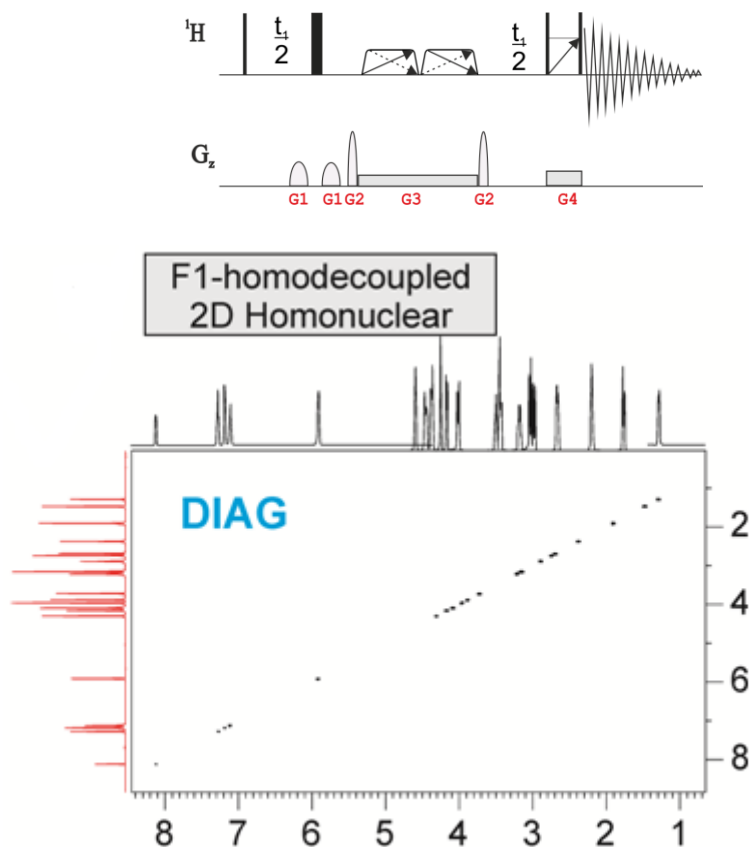 ¹H
t₁
2
t₁
2
Gz
G1 G1 G2 G3 G2 G4
F1-homodecoupled
2D Homonuclear
DIAG
2
4
6
8
8 7 6 5 4 3 2 1